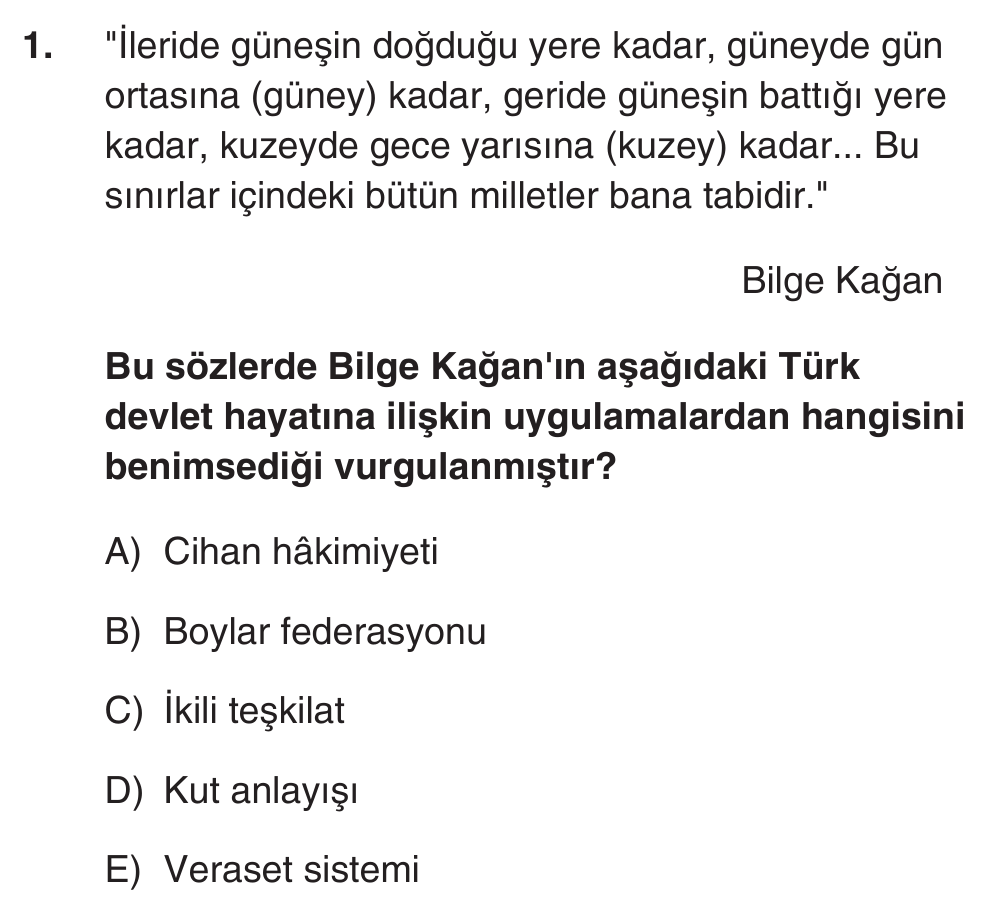 1. "İleride güneşin doğduğu yere kadar, güneyde gün
ortasına (güney) kadar, geride güneşin battığı yere
kadar, kuzeyde gece yarısına (kuzey) kadar... Bu
sınırlar içindeki bütün milletler bana tabidir."
Bilge Kağan
Bu sözlerde Bilge Kağan'ın aşağıdaki Türk
devlet hayatına ilişkin uygulamalardan hangisini
benimsediği vurgulanmıştır?
A) Cihan hâkimiyeti
B) Boylar federasyonu
C) İkili teşkilat
D) Kut anlayışı
E) Veraset sistemi